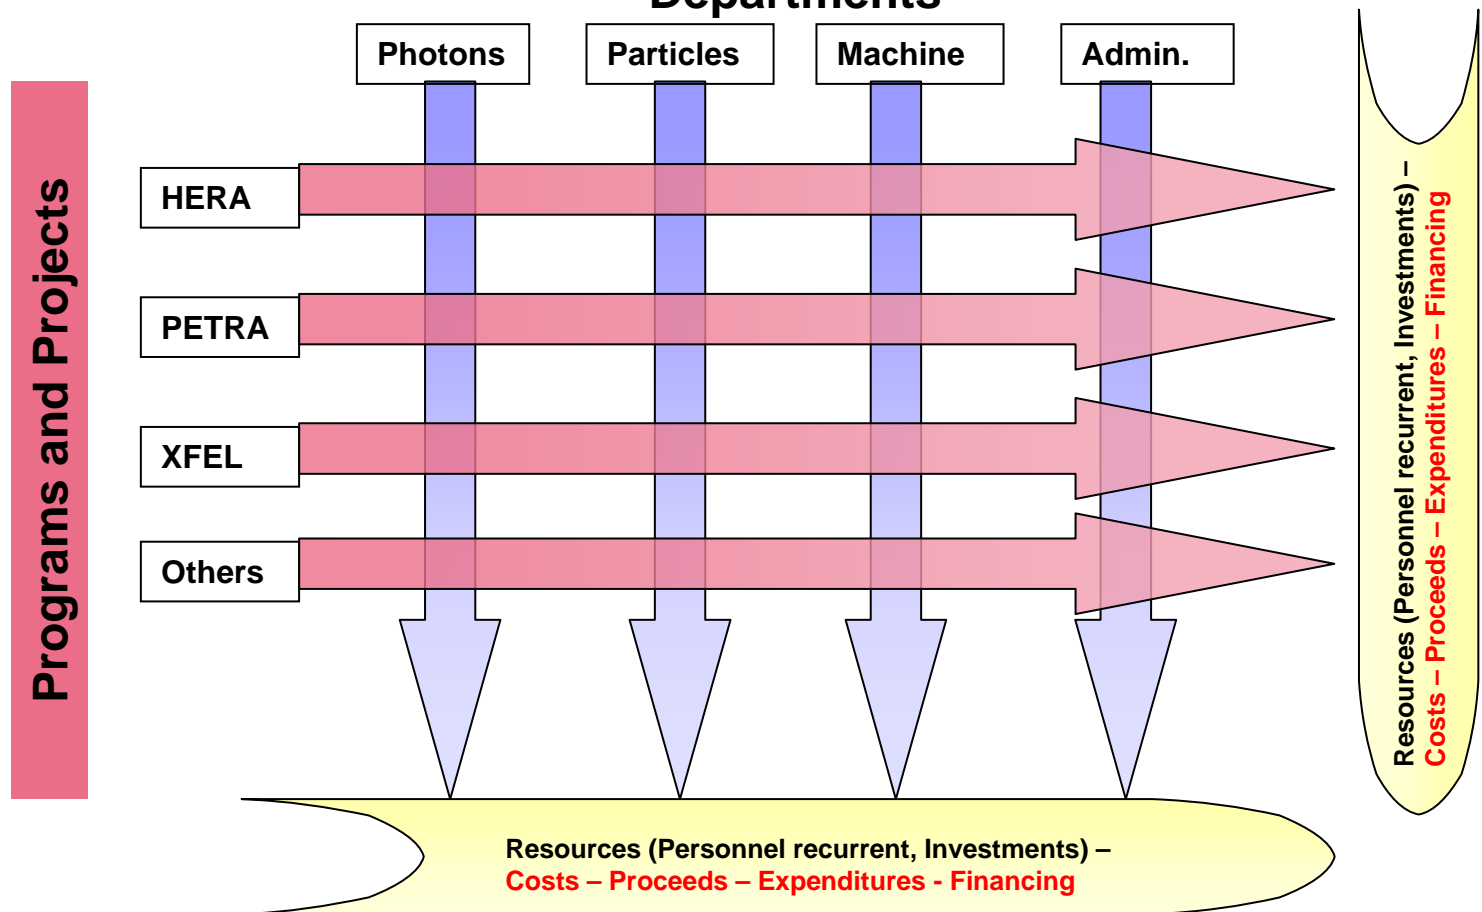 Departments
Photons
Particles
Machine
Admin.
Programs and Projects
HERA
PETRA
XFEL
Others
Resources (Personnel recurrent, Investments) –
Costs – Proceeds – Expenditures – Financing
Resources (Personnel recurrent, Investments) –
Costs – Proceeds – Expenditures - Financing